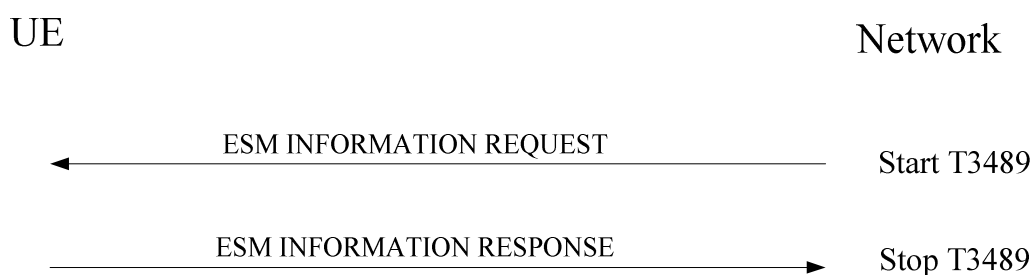 UE
Network
ESM INFORMATION REQUEST
Start T3489
ESM INFORMATION RESPONSE
Stop T3489